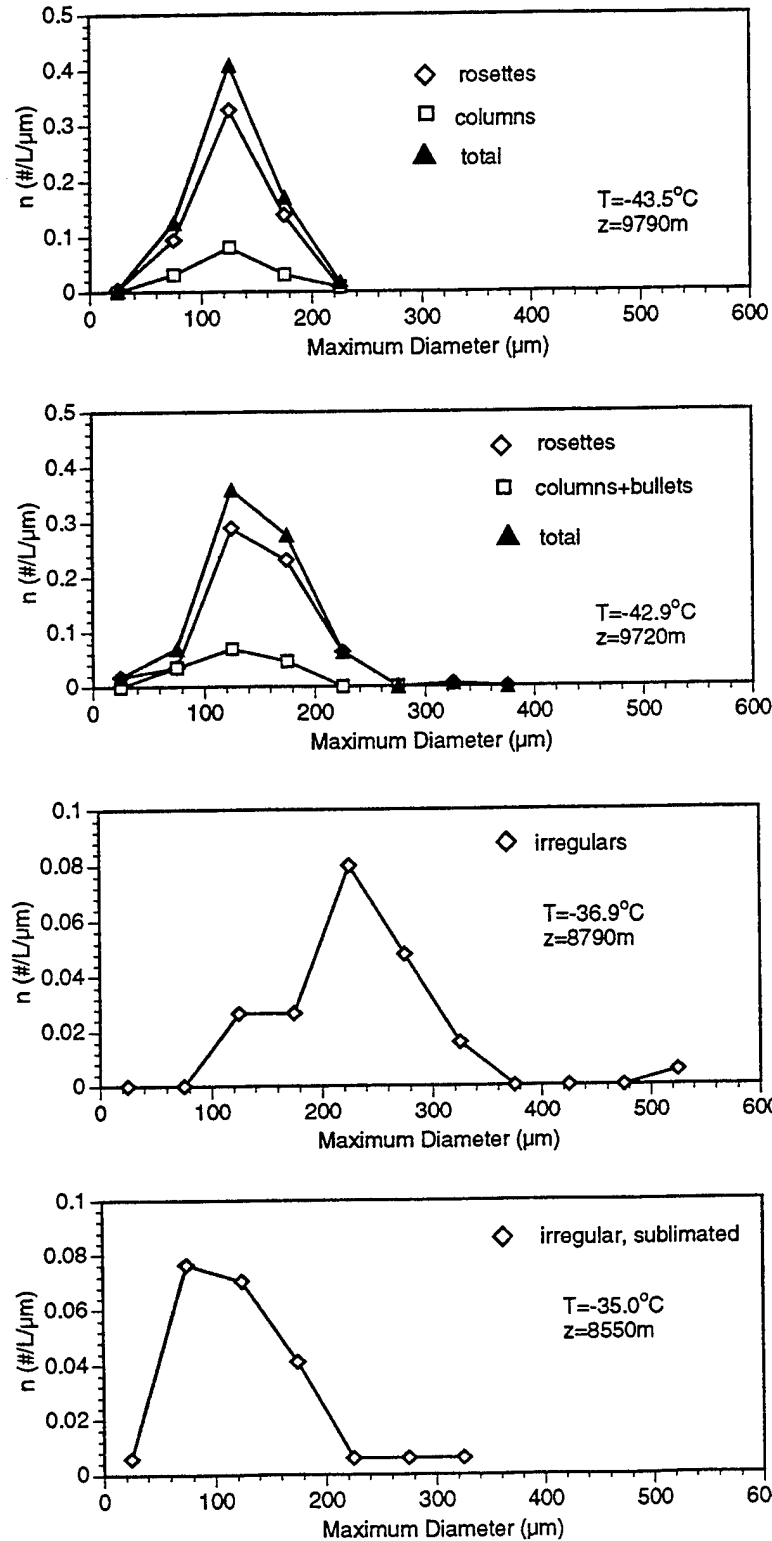 0.5
0.4
0.3
0.2
0.1
0
n (#/L/µm)
rosettes
columns
total
T=-43.5°C
z=9790m
0 100 200 300 400 500 600
Maximum Diameter (µm)
0.5
0.4
0.3
0.2
0.1
0
n (#/L/µm)
rosettes
columns+bullets
total
T=-42.9°C
z=9720m
0 100 200 300 400 500 600
Maximum Diameter (µm)
0.1
0.08
0.06
0.04
0.02
0
n (#/L/µm)
irregulars
T=-36.9°C
z=8790m
0 100 200 300 400 500 600
Maximum Diameter (µm)
0.1
0.08
0.06
0.04
0.02
0
n (#/L/µm)
irregular, sublimated
T=-35.0°C
z=8550m
0 100 200 300 400 500 600
Maximum Diameter (µm)